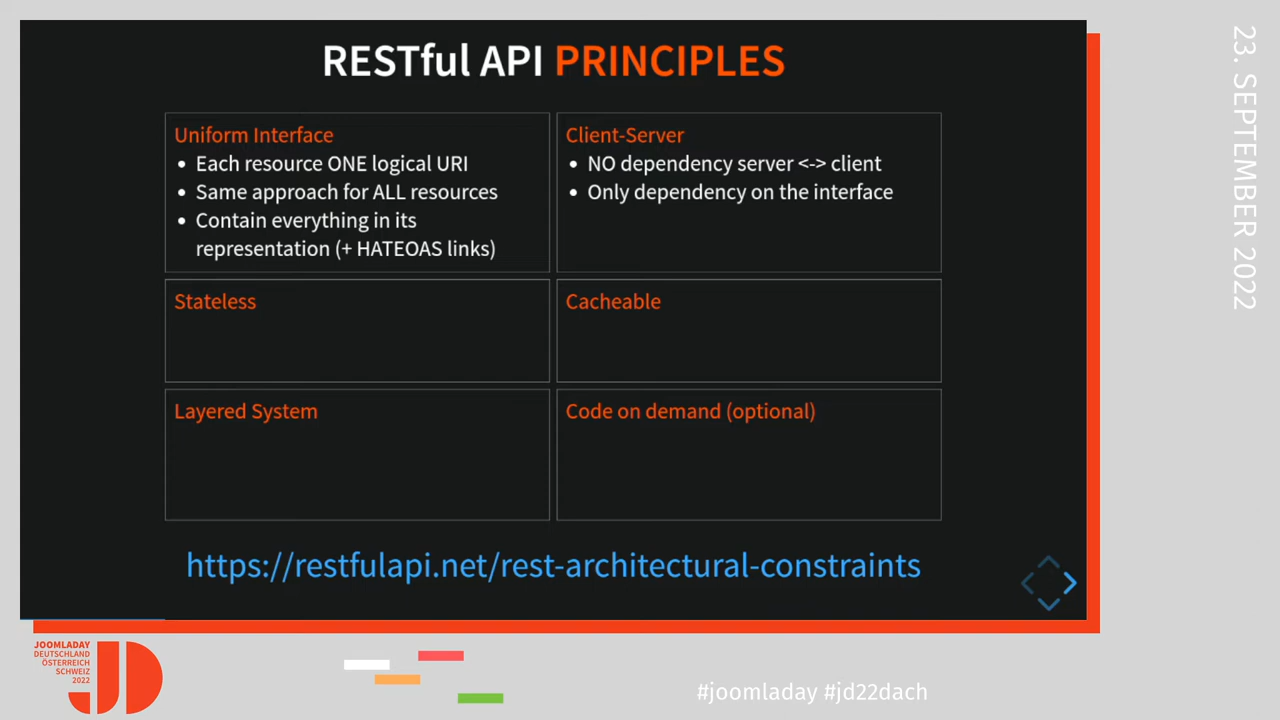 RESTful API PRINCIPLES
Uniform Interface
• Each resource ONE logical URI
• Same approach for ALL resources
• Contain everything in its
representation (+ HATEOAS links)
Client-Server
• NO dependency server <-> client
• Only dependency on the interface
Stateless
Cacheable
Layered System
Code on demand (optional)
https://restfulapi.net/rest-architectural-constraints
23. SEPTEMBER 2022
JOOMLADAY
DEUTSCHLAND
ÖSTERREICH
SCHWEIZ
2022
JD
#joomladay #jd22dach